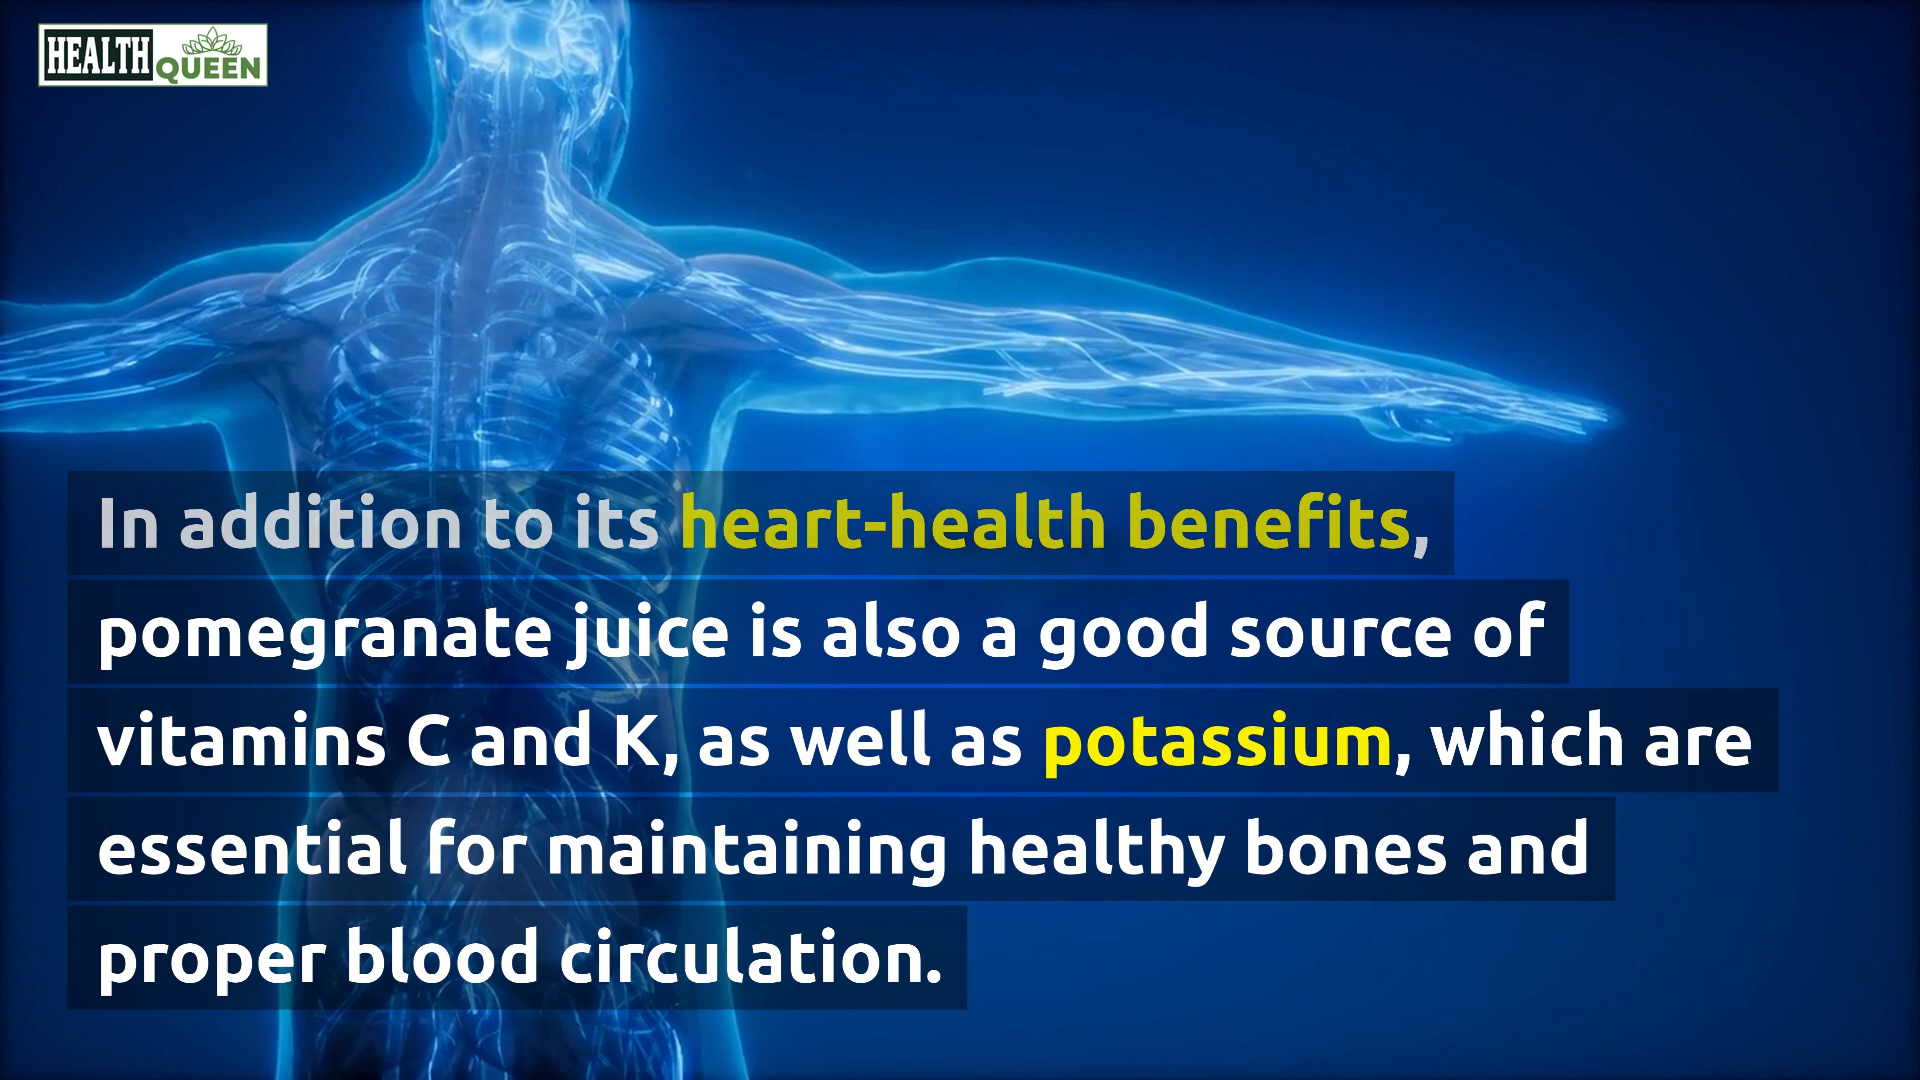 HEALTH QUEEN
In addition to its heart-health benefits,
pomegranate juice is also a good source of
vitamins C and K, as well as potassium, which are
essential for maintaining healthy bones and
proper blood circulation.